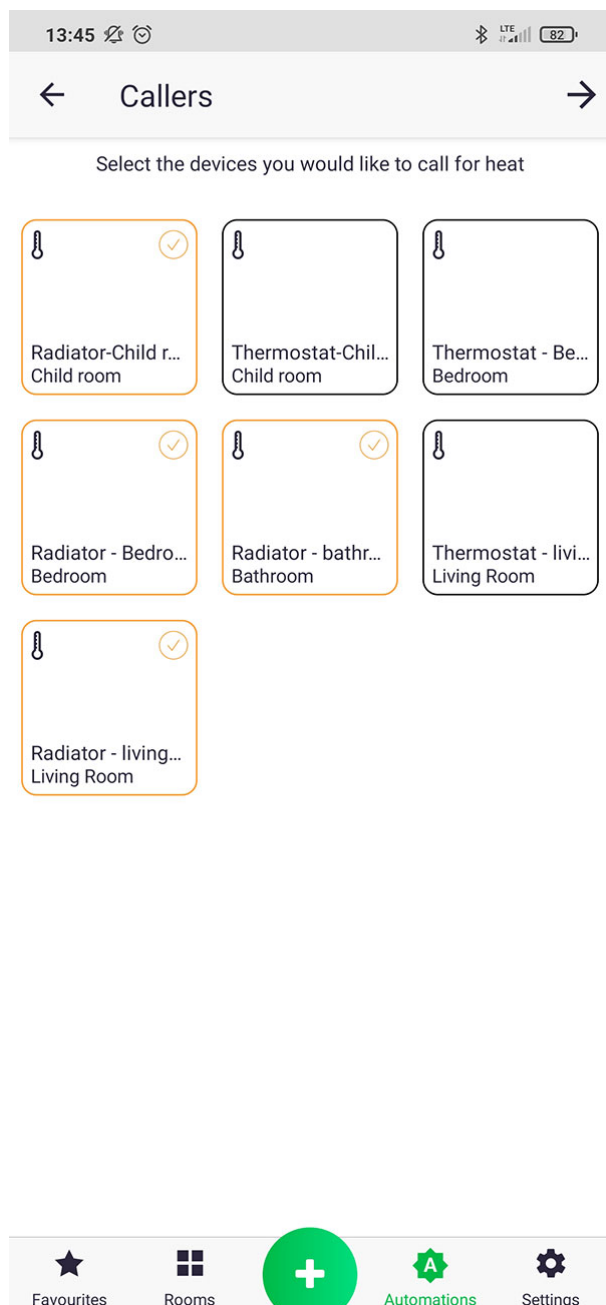 13:45
LTE
82
Callers
Select the devices you would like to call for heat
Radiator-Child r...
Child room
Thermostat-Chil...
Child room
Thermostat - Be...
Bedroom
Radiator - Bedro...
Bedroom
Radiator - bathr...
Bathroom
Thermostat - livi...
Living Room
Radiator - living...
Living Room
Favourites
Rooms
A
Automations
Settings